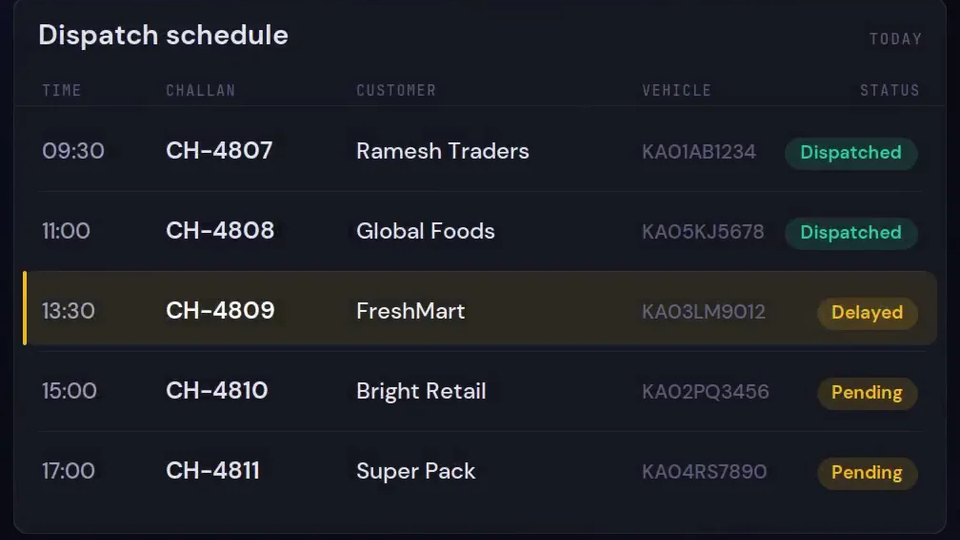 Dispatch schedule TODAY
TIME CHALLAN CUSTOMER VEHICLE STATUS
09:30 CH-4807 Ramesh Traders KA01AB1234 Dispatched
11:00 CH-4808 Global Foods KA05KJ5678 Dispatched
13:30 CH-4809 FreshMart KA03LM9012 Delayed
15:00 CH-4810 Bright Retail KA02PQ3456 Pending
17:00 CH-4811 Super Pack KA04RS7890 Pending